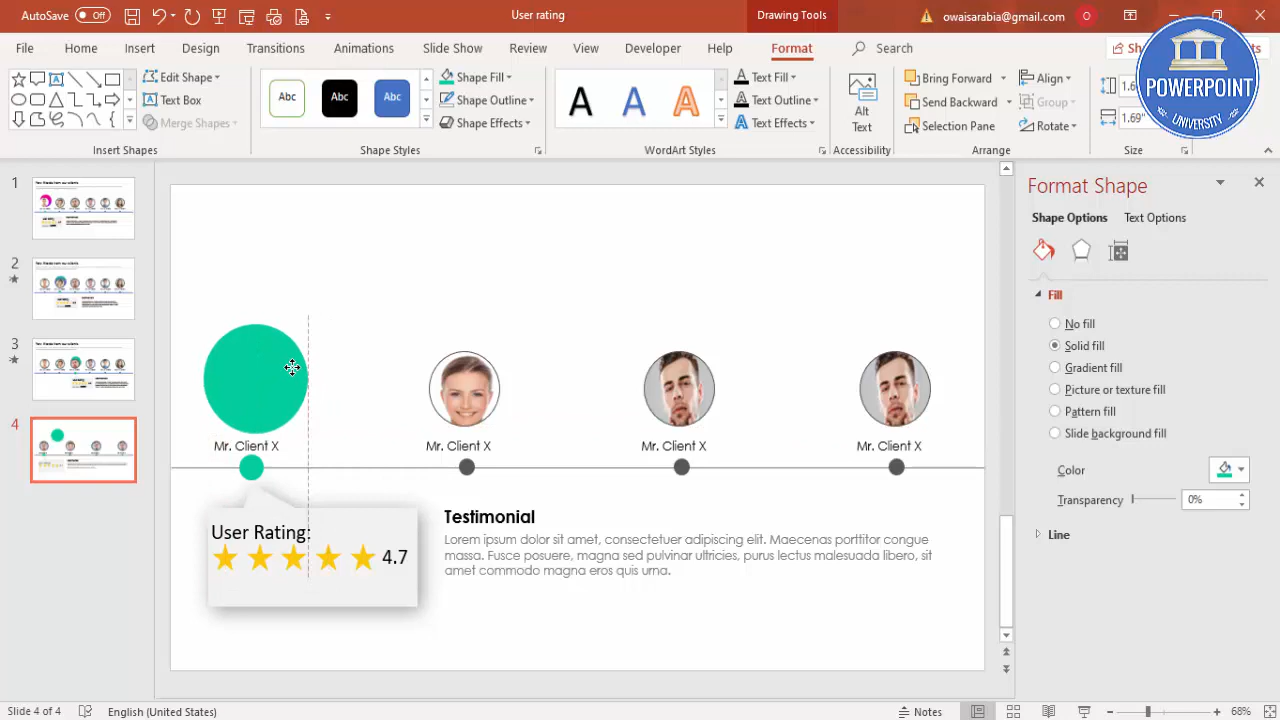 AutoSave Off User rating Drawing Tools owaisarabia@gmail.com O
File Home Insert Design Transitions Animations Slide Show Review View Developer Help Format Search
Edit Shape
Text Box
Merge Shapes
Insert Shapes
Abc Abc Abc
Shape Fill
Shape Outline
Shape Effects
Shape Styles
A A A
Text Fill
Text Outline
Text Effects
WordArt Styles
Alt
Text
Accessibility
Bring Forward
Send Backward
Selection Pane
Align
Group
Rotate
Arrange
1.69"
Size
POWERPOINT
UNIVERSITY
1
2
3
4
Mr. Client X Mr. Client X Mr. Client X Mr. Client X
User Rating:
4.7
Testimonial
Lorem ipsum dolor sit amet, consectetuer adipiscing elit. Maecenas porttitor congue
massa. Fusce posuere, magna sed pulvinar ultricies, purus lectus malesuada libero, sit
amet commodo magna eros quis urna.
Format Shape
Shape Options Text Options
Fill
No fill
Solid fill
Gradient fill
Picture or texture fill
Pattern fill
Slide background fill
Color
Transparency 0%
Line
Slide 4 of 4 English (United States) Notes 68%